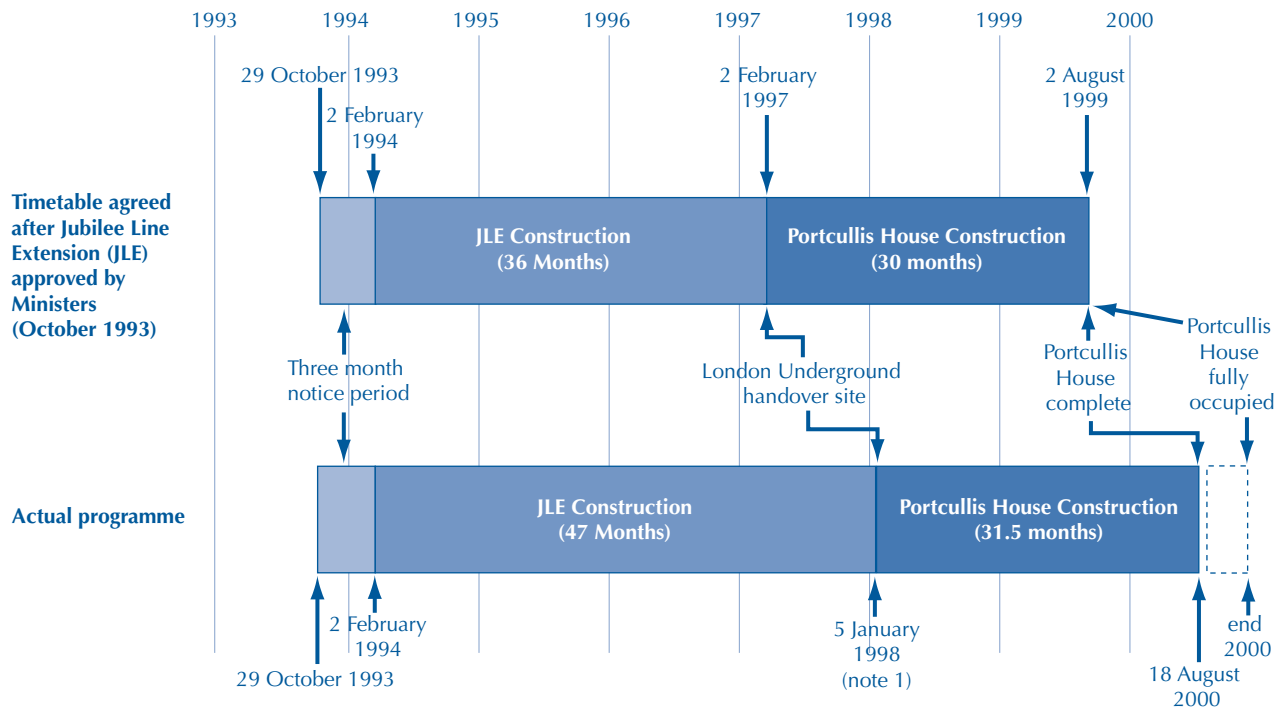 1993
1994
1995
1996
1997
1998
1999
2000
29 October 1993
2 February
1994
2 February
1997
2 August
1999
Timetable agreed
after Jubilee Line
Extension (JLE)
approved by
Ministers
(October 1993)
JLE Construction
(36 Months)
Portcullis House Construction
(30 months)
Three month
notice period
London Underground
handover site
Portcullis
House
complete
Portcullis
House
fully
occupied
Actual programme
JLE Construction
(47 Months)
Portcullis House Construction
(31.5 months)
29 October 1993
2 February
1994
5 January
1998
(note 1)
18 August
2000
end
2000